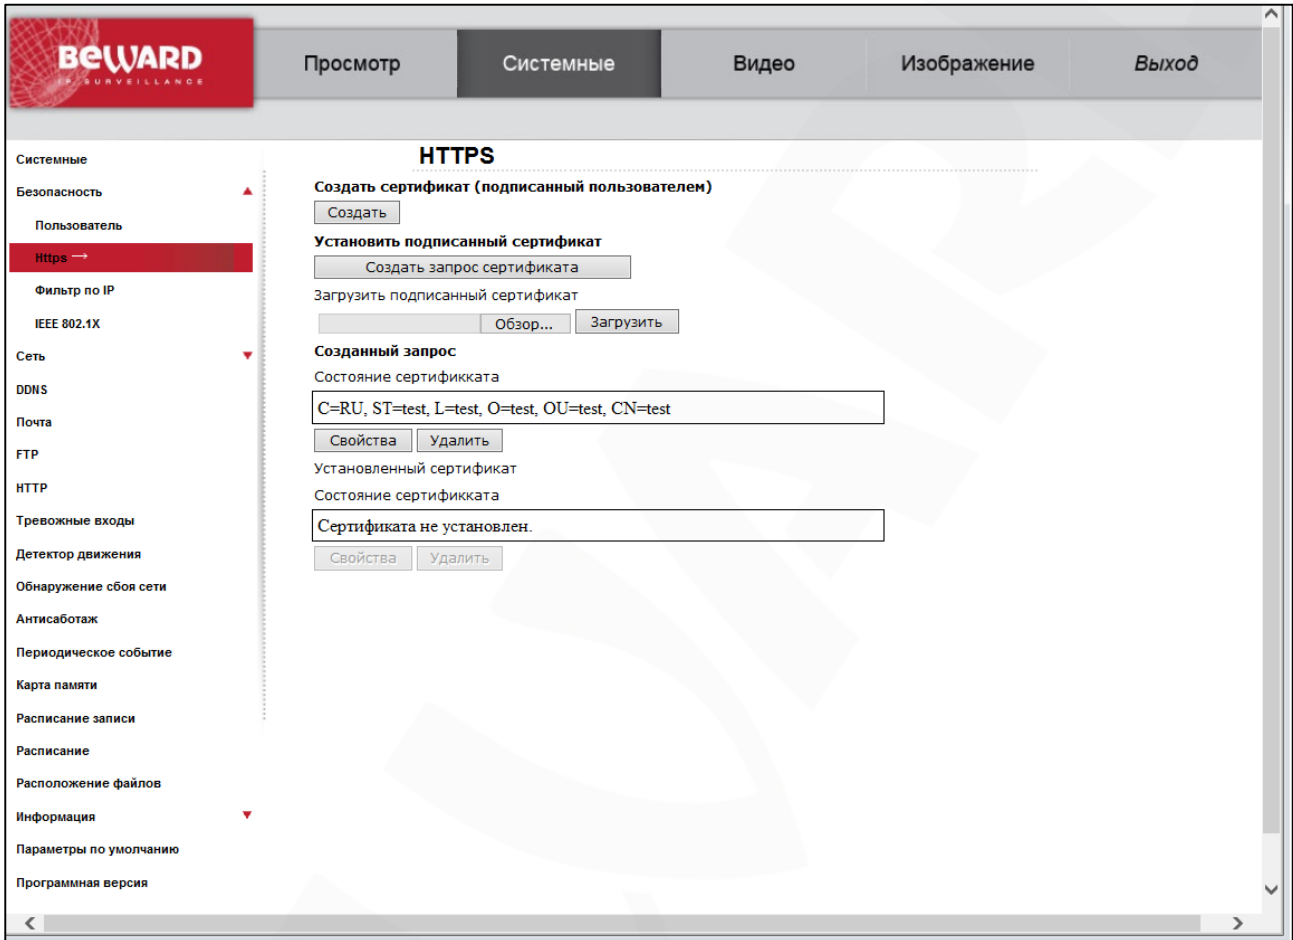 BEWARD
IP SURVEILLANCE
Просмотр
Системные
Видео
Изображение
Выход
Системные
Безопасность
Пользователь
Https →
Фильтр по IP
IEEE 802.1X
Сеть
DDNS
Почта
FTP
HTTP
Тревожные входы
Детектор движения
Обнаружение сбоя сети
Антисаботаж
Периодическое событие
Карта памяти
Расписание записи
Расписание
Расположение файлов
Информация
Параметры по умолчанию
Программная версия
HTTPS
Создать сертификат (подписанный пользователем)
Создать
Установить подписанный сертификат
Создать запрос сертификата
Загрузить подписанный сертификат
Обзор... Загрузить
Созданный запрос
Состояние сертификката
C=RU, ST=test, L=test, O=test, OU=test, CN=test
Свойства Удалить
Установленный сертификат
Состояние сертификката
Сертификата не установлен.
Свойства Удалить